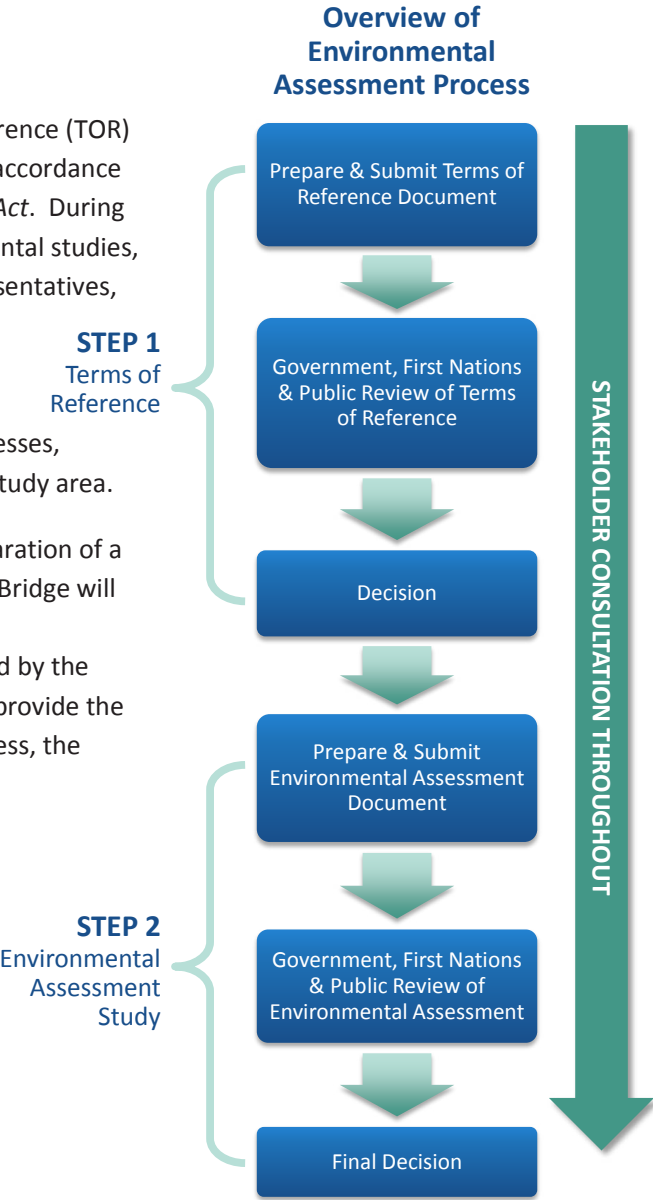 Overview of
Environmental
Assessment Process
erence (TOR)
accordance
Act. During
ental studies,
sentatives,
esses,
tudy area.
aration of a
Bridge will
d by the
provide the
ess, the
STEP 1
Terms of
Reference
Prepare & Submit Terms of
Reference Document
Government, First Nations
& Public Review of Terms
of Reference
Decision
STEP 2
Environmental
Assessment
Study
Prepare & Submit
Environmental Assessment
Document
Government, First Nations
& Public Review of
Environmental Assessment
Final Decision
STAKEHOLDER CONSULTATION THROUGHOUT